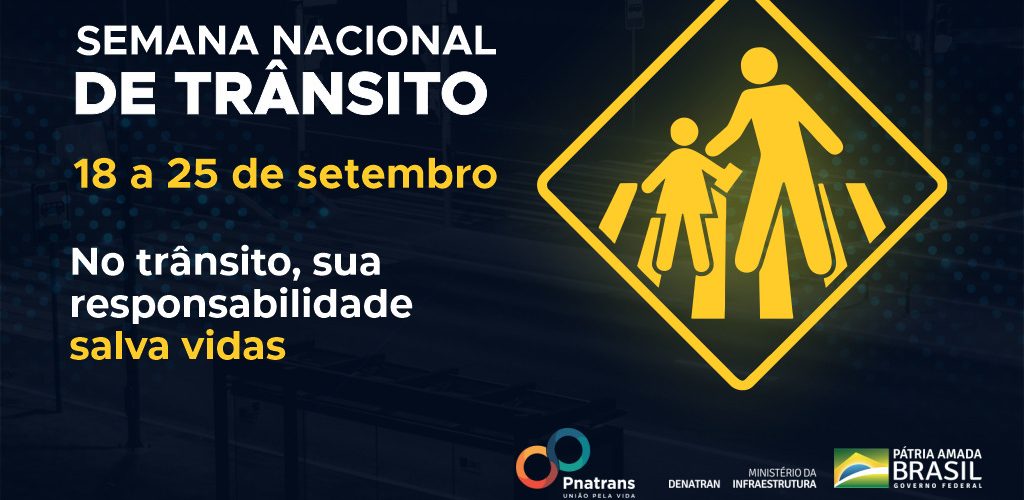 SEMANA NACIONAL
DE TRÂNSITO
18 a 25 de setembro
No trânsito, sua
responsabilidade
salva vidas
Pnatrans
UNIÃO PELA VIDA
DENATRAN
MINISTÉRIO DA
INFRAESTRUTURA
PÁTRIA AMADA
BRASIL
GOVERNO FEDERAL